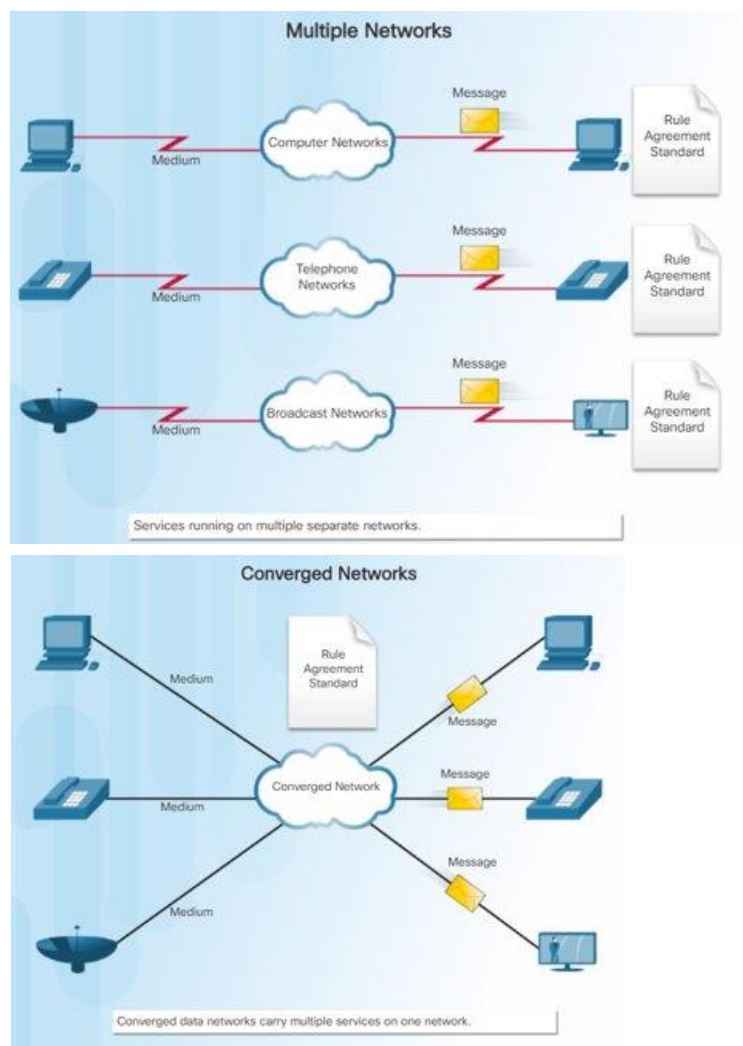 Multiple Networks
Message
Rule
Agreement
Standard
Computer Networks
Medium
Message
Rule
Agreement
Standard
Telephone
Networks
Medium
Message
Rule
Agreement
Standard
Broadcast Networks
Medium
Services running on multiple separate networks.
Converged Networks
Rule
Agreement
Standard
Medium
Message
Message
Converged Network
Medium
Message
Medium
Converged data networks carry multiple services on one network.